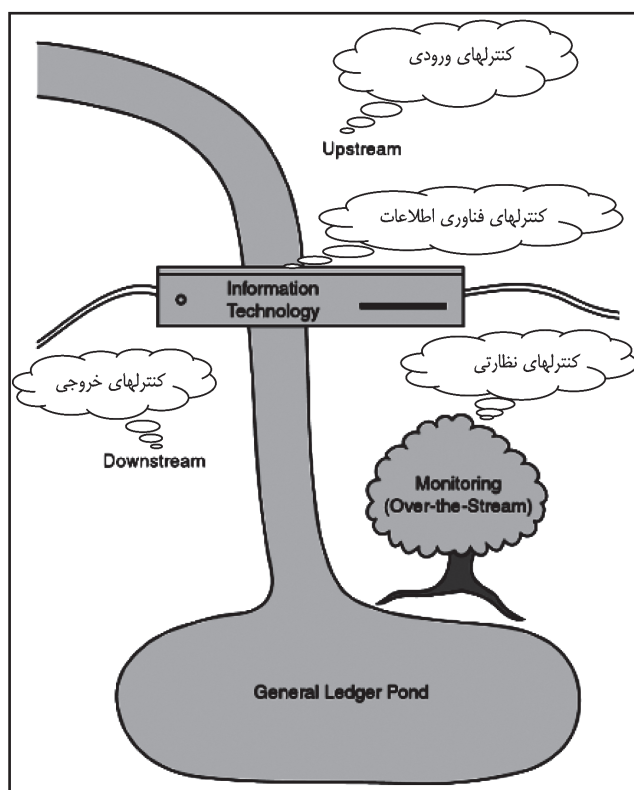 کنترلهای ورودی
Upstream
کنترلهای فناوری اطلاعات
Information
Technology
کنترلهای نظارتی
کنترلهای خروجی
Downstream
Monitoring
(Over-the-Stream)
General Ledger Pond